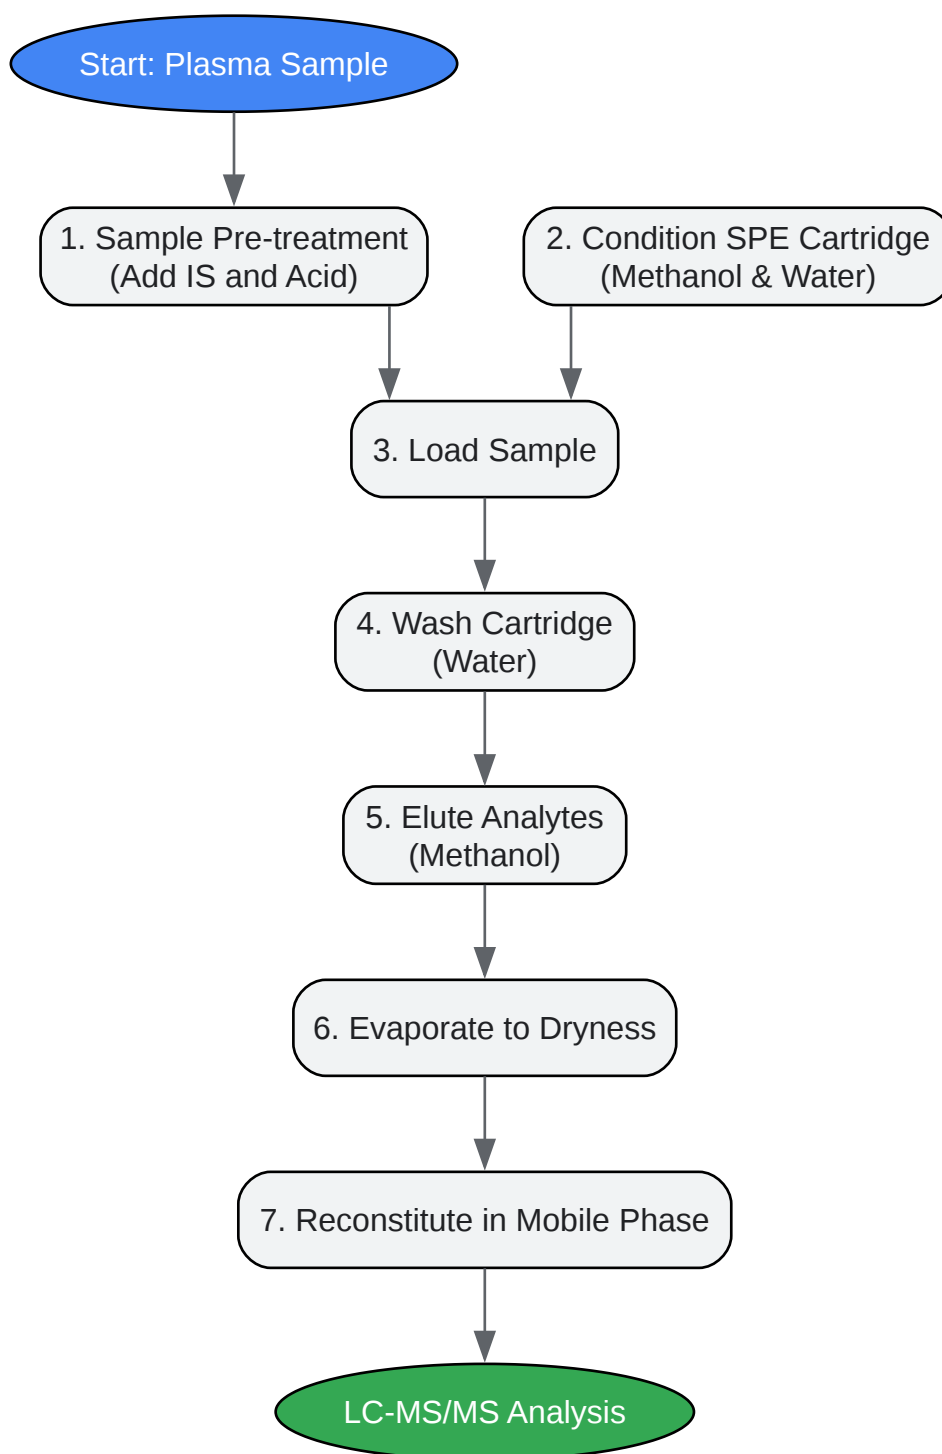 Start: Plasma Sample
1. Sample Pre-treatment
(Add IS and Acid)
2. Condition SPE Cartridge
(Methanol & Water)
3. Load Sample
4. Wash Cartridge
(Water)
5. Elute Analytes
(Methanol)
6. Evaporate to Dryness
7. Reconstitute in Mobile Phase
LC-MS/MS Analysis